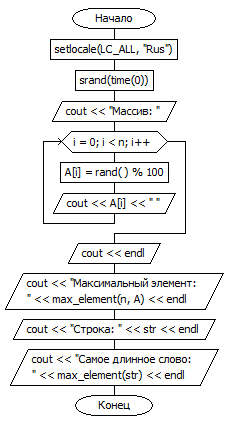 Начало
setlocale(LC_ALL, "Rus")
srand(time(0))
cout << "Массив: "
i = 0; i < n; i++
A[i] = rand( ) % 100
cout << A[i] << " "
cout << endl
cout << "Максимальный элемент:
" << max_element(n, A) << endl
cout << "Строка: " << str << endl
cout << "Самое длинное слово:
" << max_element(str) << endl
Конец